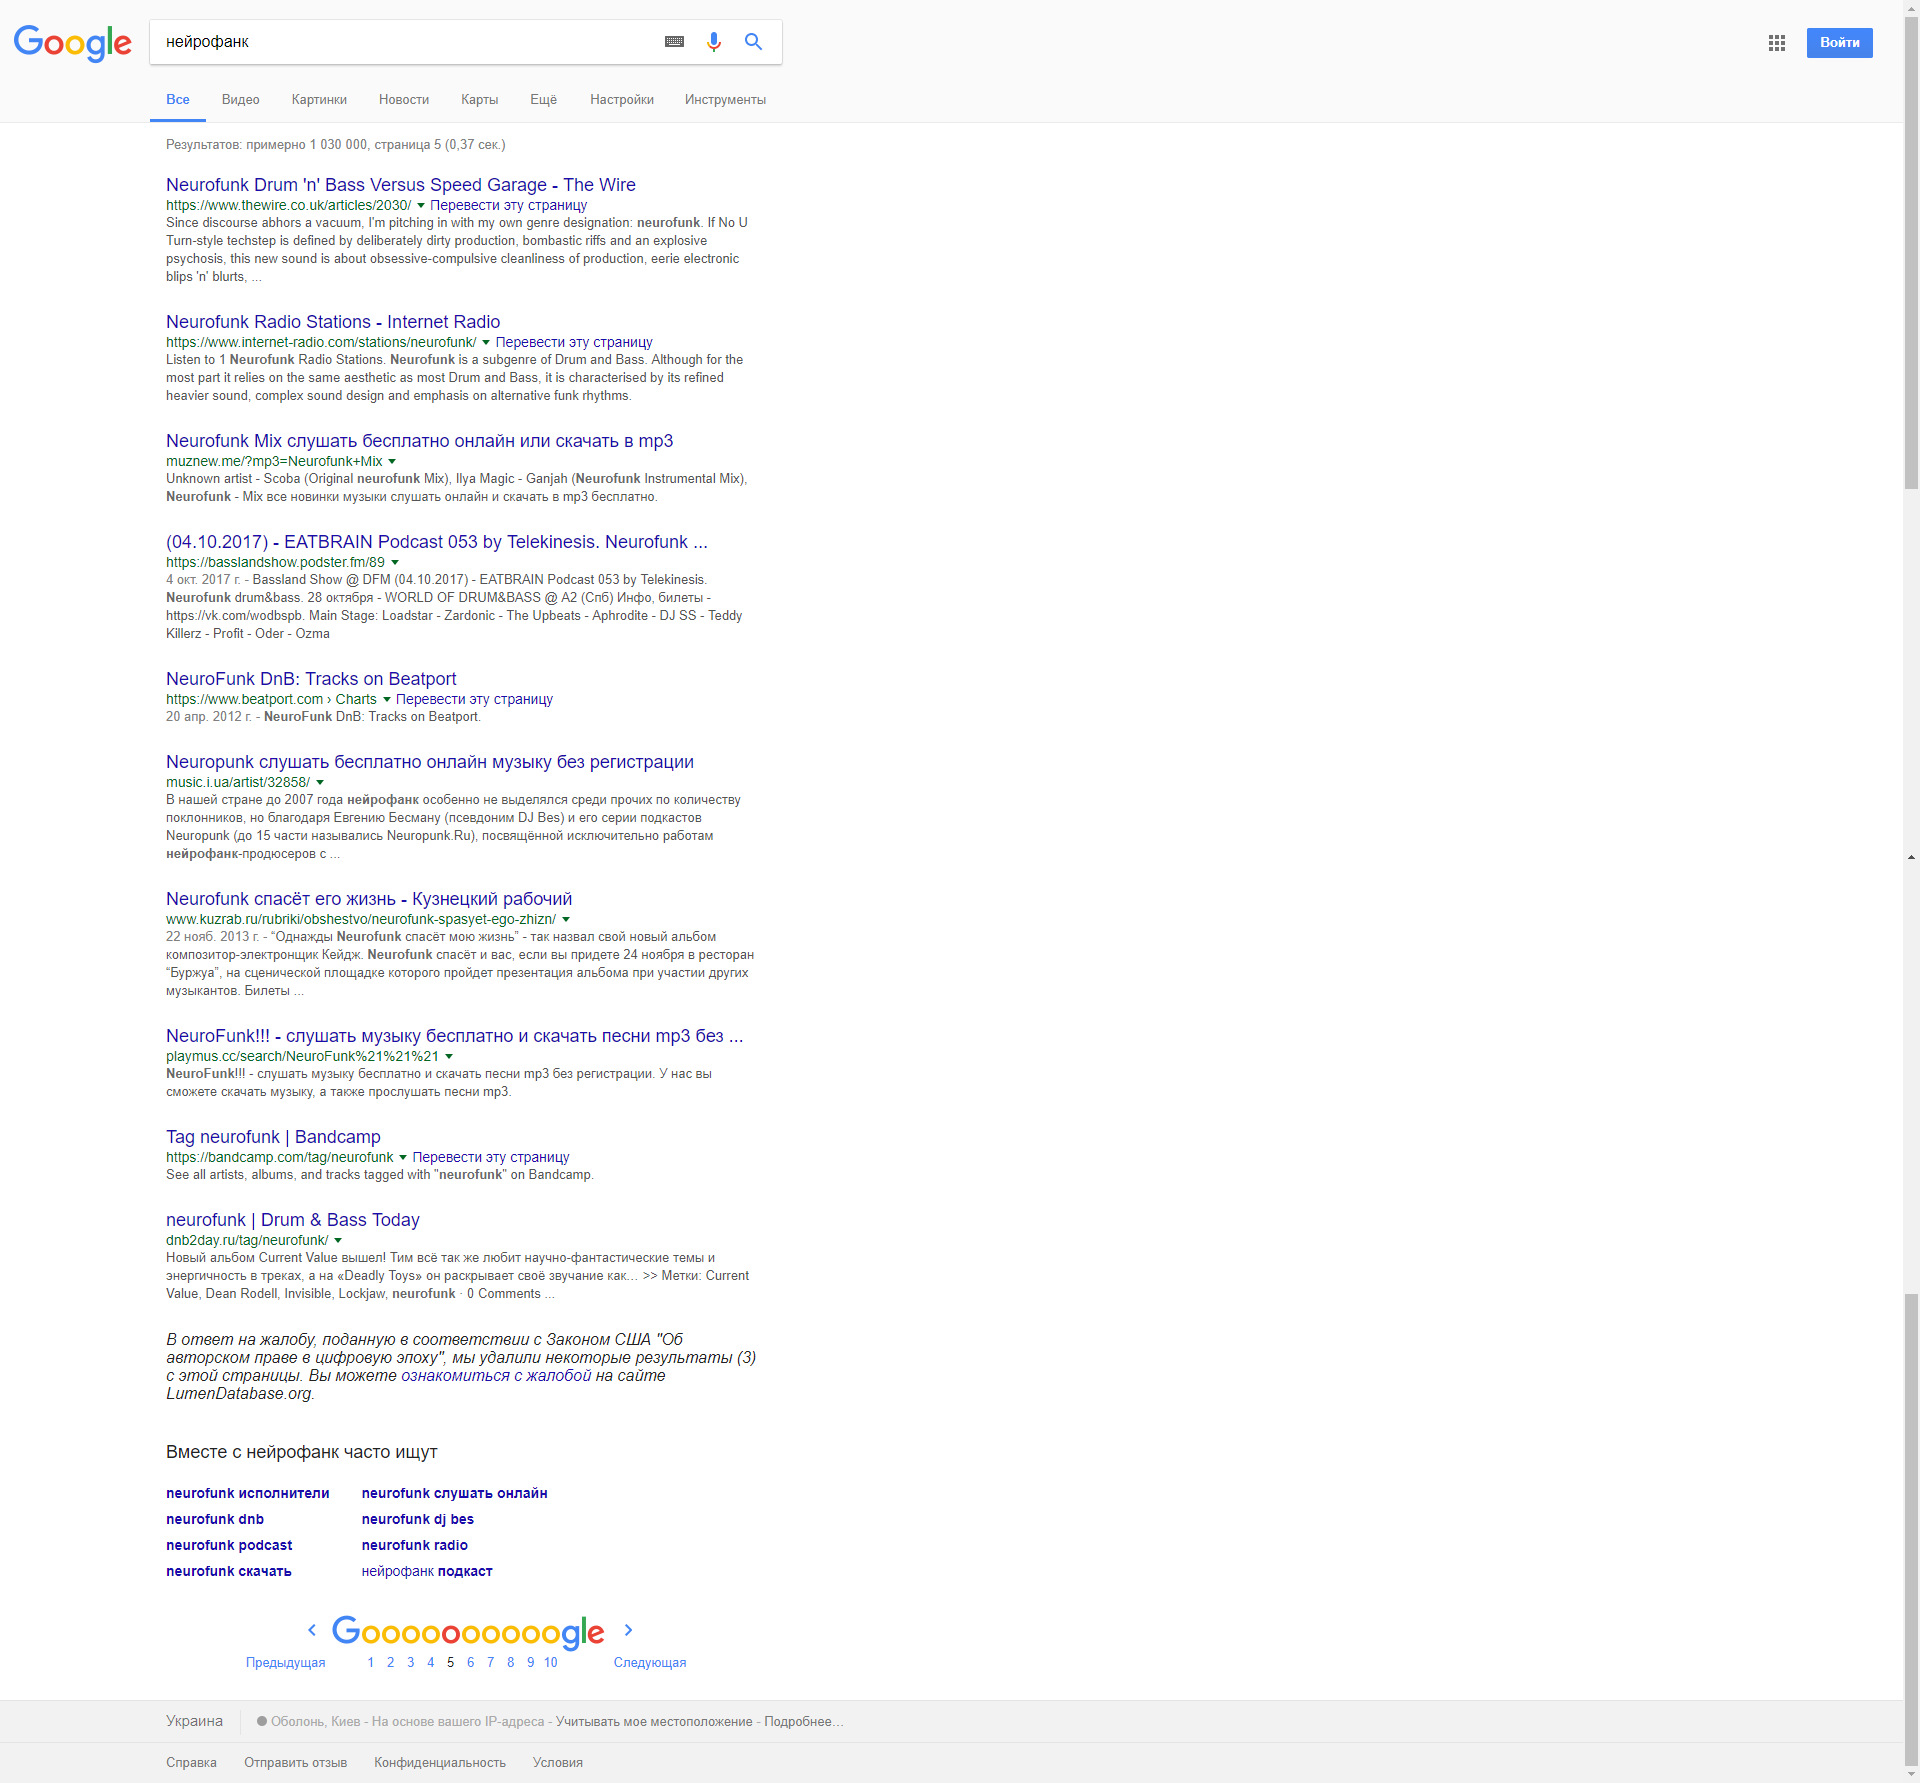 Google
нейрофанк
Войти
Все Видео Картинки Новости Карты Ещё Настройки Инструменты
Результатов: примерно 1 030 000, страница 5 (0,37 сек.)
Neurofunk Drum 'n' Bass Versus Speed Garage - The Wire
https://www.thewire.co.uk/articles/2030/ Перевести эту страницу
Since discourse abhors a vacuum, I'm pitching in with my own genre designation: neurofunk. If No U
Turn-style techstep is defined by deliberately dirty production, bombastic riffs and an explosive
psychosis, this new sound is about obsessive-compulsive cleanliness of production, eerie electronic
blips 'n' blurts, ...
Neurofunk Radio Stations - Internet Radio
https://www.internet-radio.com/stations/neurofunk/ Перевести эту страницу
Listen to 1 Neurofunk Radio Stations. Neurofunk is a subgenre of Drum and Bass. Although for the
most part it relies on the same aesthetic as most Drum and Bass, it is characterised by its refined
heavier sound, complex sound design and emphasis on alternative funk rhythms.
Neurofunk Mix слушать бесплатно онлайн или скачать в mp3
muznew.me/?mp3=Neurofunk+Mix
Unknown artist - Scoba (Original neurofunk Mix), Ilya Magic - Ganjah (Neurofunk Instrumental Mix),
Neurofunk - Mix все новинки музыки слушать онлайн и скачать в mp3 бесплатно.
(04.10.2017) - EATBRAIN Podcast 053 by Telekinesis. Neurofunk ...
https://basslandshow.podster.fm/89
4 окт. 2017 г. - Bassland Show @ DFM (04.10.2017) - EATBRAIN Podcast 053 by Telekinesis.
Neurofunk drum&bass. 28 октября - WORLD OF DRUM&BASS @ A2 (Спб) Инфо, билеты -
https://vk.com/wodbspb. Main Stage: Loadstar - Zardonic - The Upbeats - Aphrodite - DJ SS - Teddy
Killerz - Profit - Oder - Ozma
NeuroFunk DnB: Tracks on Beatport
https://www.beatport.com › Charts Перевести эту страницу
20 апр. 2012 г. - NeuroFunk DnB: Tracks on Beatport.
Neuropunk слушать бесплатно онлайн музыку без регистрации
music.i.ua/artist/32858/
В нашей стране до 2007 года нейрофанк особенно не выделялся среди прочих по количеству
поклонников, но благодаря Евгению Бесману (псевдоним DJ Bes) и его серии подкастов
Neuropunk (до 15 части назывались Neuropunk.Ru), посвящённой исключительно работам
нейрофанк-продюсеров с ...
Neurofunk спасёт его жизнь - Кузнецкий рабочий
www.kuzrab.ru/rubriki/obshestvo/neurofunk-spasyet-ego-zhizn/
22 нояб. 2013 г. - “Однажды Neurofunk спасёт мою жизнь” - так назвал свой новый альбом
композитор-электронщик Кейдж. Neurofunk спасёт и вас, если вы придете 24 ноября в ресторан
“Буржуа”, на сценической площадке которого пройдет презентация альбома при участии других
музыкантов. Билеты ...
NeuroFunk!!! - слушать музыку бесплатно и скачать песни mp3 без ...
playmus.cc/search/NeuroFunk%21%21%21
NeuroFunk!!! - слушать музыку бесплатно и скачать песни mp3 без регистрации. У нас вы
сможете скачать музыку, а также прослушать песни mp3.
Tag neurofunk | Bandcamp
https://bandcamp.com/tag/neurofunk Перевести эту страницу
See all artists, albums, and tracks tagged with "neurofunk" on Bandcamp.
neurofunk | Drum & Bass Today
dnb2day.ru/tag/neurofunk/
Новый альбом Current Value вышел! Тим всё так же любит научно-фантастические темы и
энергичность в треках, а на «Deadly Toys» он раскрывает своё звучание как… >> Метки: Current
Value, Dean Rodell, Invisible, Lockjaw, neurofunk · 0 Comments ...
В ответ на жалобу, поданную в соответствии с Законом США "Об
авторском праве в цифровую эпоху", мы удалили некоторые результаты (3)
с этой страницы. Вы можете ознакомиться с жалобой на сайте
LumenDatabase.org.
Вместе с нейрофанк часто ищут
neurofunk исполнители neurofunk слушать онлайн
neurofunk dnb neurofunk dj bes
neurofunk podcast neurofunk radio
neurofunk скачать нейрофанк подкаст
Goooooooooogle
Предыдущая 1 2 3 4 5 6 7 8 9 10 Следующая
Украина Оболонь, Киев - На основе вашего IP-адреса - Учитывать мое местоположение - Подробнее…
Справка Отправить отзыв Конфиденциальность Условия